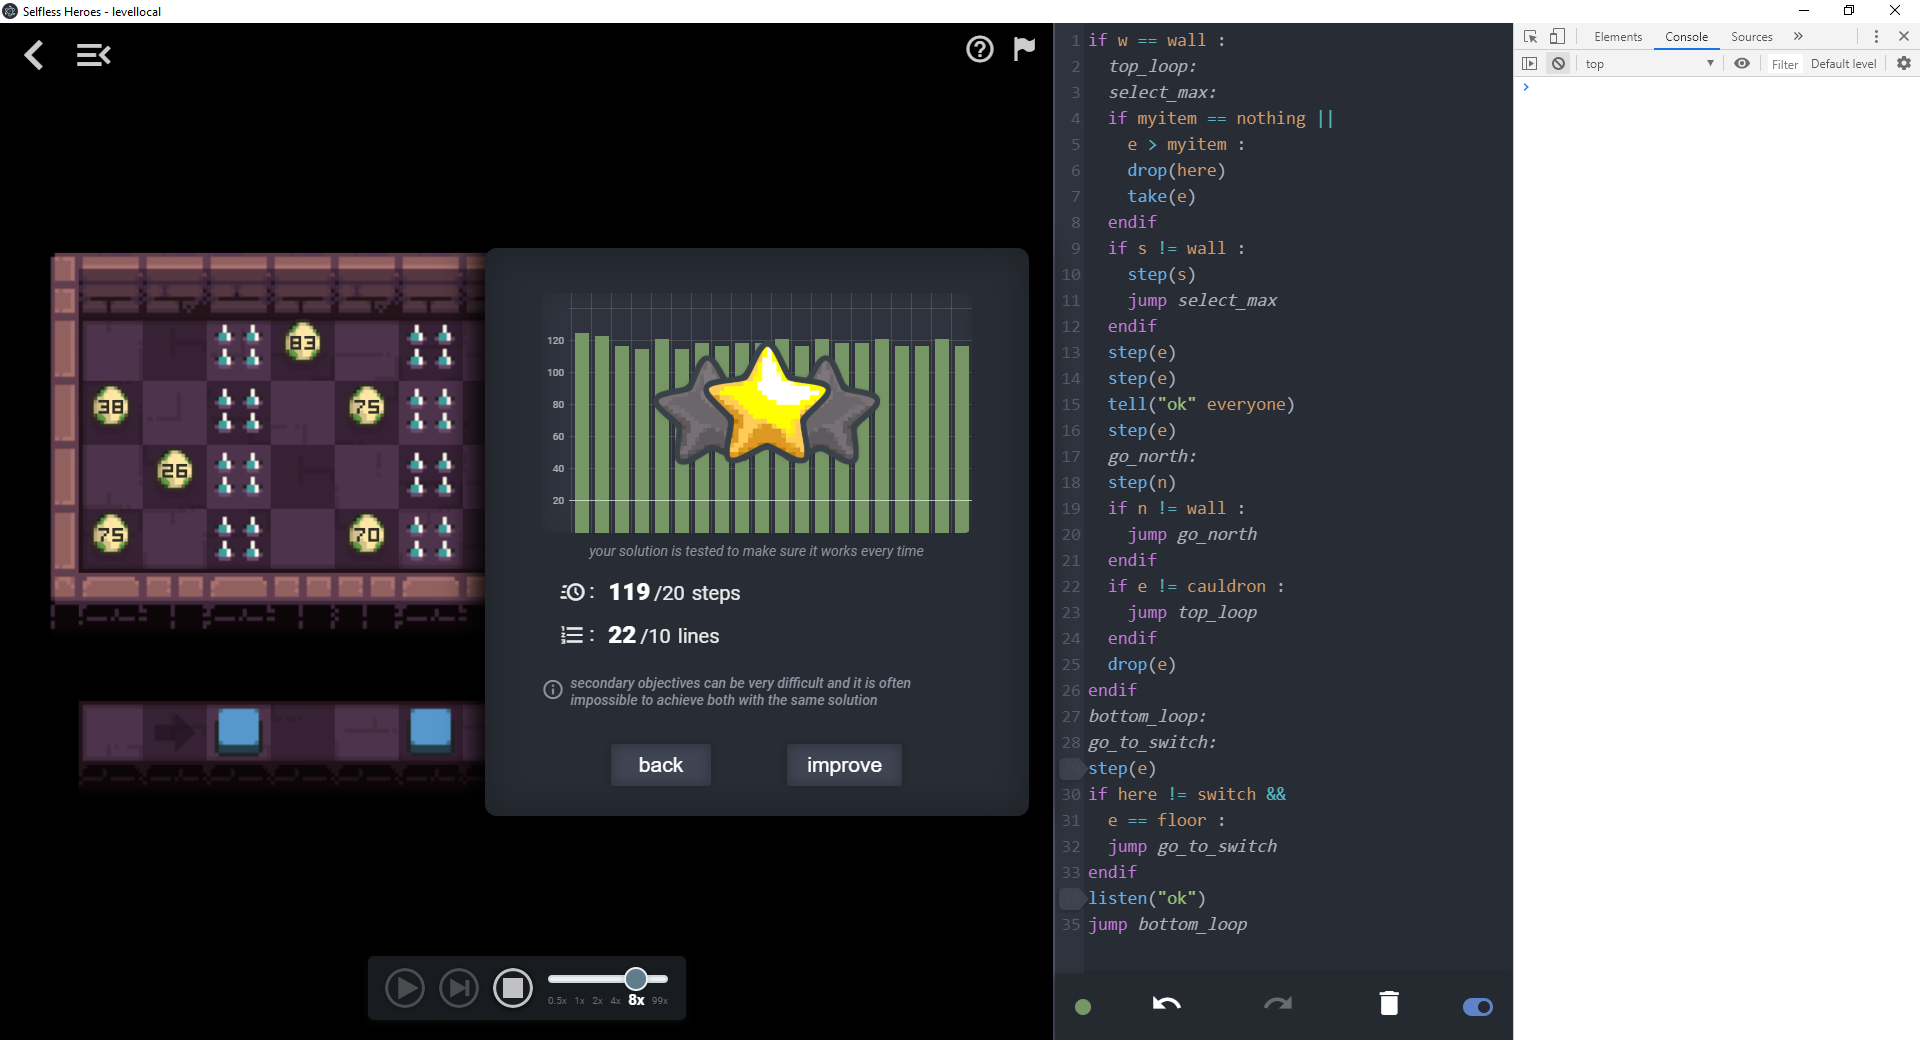 Selfless Heroes - levellocal
83
38
75
26
75
70
120
100
80
60
40
20
your solution is tested to make sure it works every time
: 119 /20 steps
: 22 /10 lines
secondary objectives can be very difficult and it is often
impossible to achieve both with the same solution
back
improve
0.5x 1x 2x 4x 8x 99x
1 if w == wall :
2 top_loop:
3 select_max:
4 if myitem == nothing ||
5 e > myitem :
6 drop(here)
7 take(e)
8 endif
9 if s != wall :
10 step(s)
11 jump select_max
12 endif
13 step(e)
14 step(e)
15 tell("ok" everyone)
16 step(e)
17 go_north:
18 step(n)
19 if n != wall :
20 jump go_north
21 endif
22 if e != cauldron :
23 jump top_loop
24 endif
25 drop(e)
26 endif
27 bottom_loop:
28 go_to_switch:
step(e)
30 if here != switch &&
31 e == floor :
32 jump go_to_switch
33 endif
listen("ok")
35 jump bottom_loop
Elements Console Sources »
top
Filter
Default level